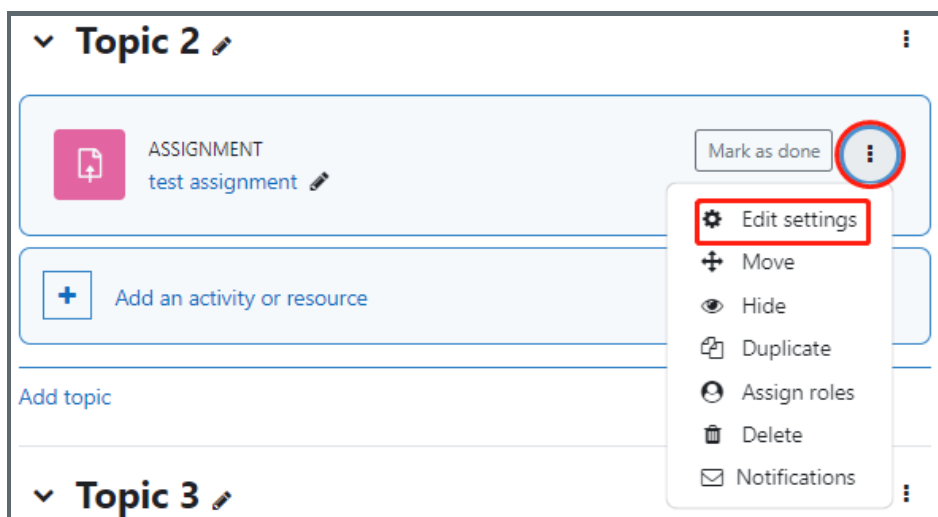 Topic 2
ASSIGNMENT
test assignment
Mark as done
Edit settings
Move
Add an activity or resource
Hide
Duplicate
Add topic
Assign roles
Delete
Notifications
Topic 3